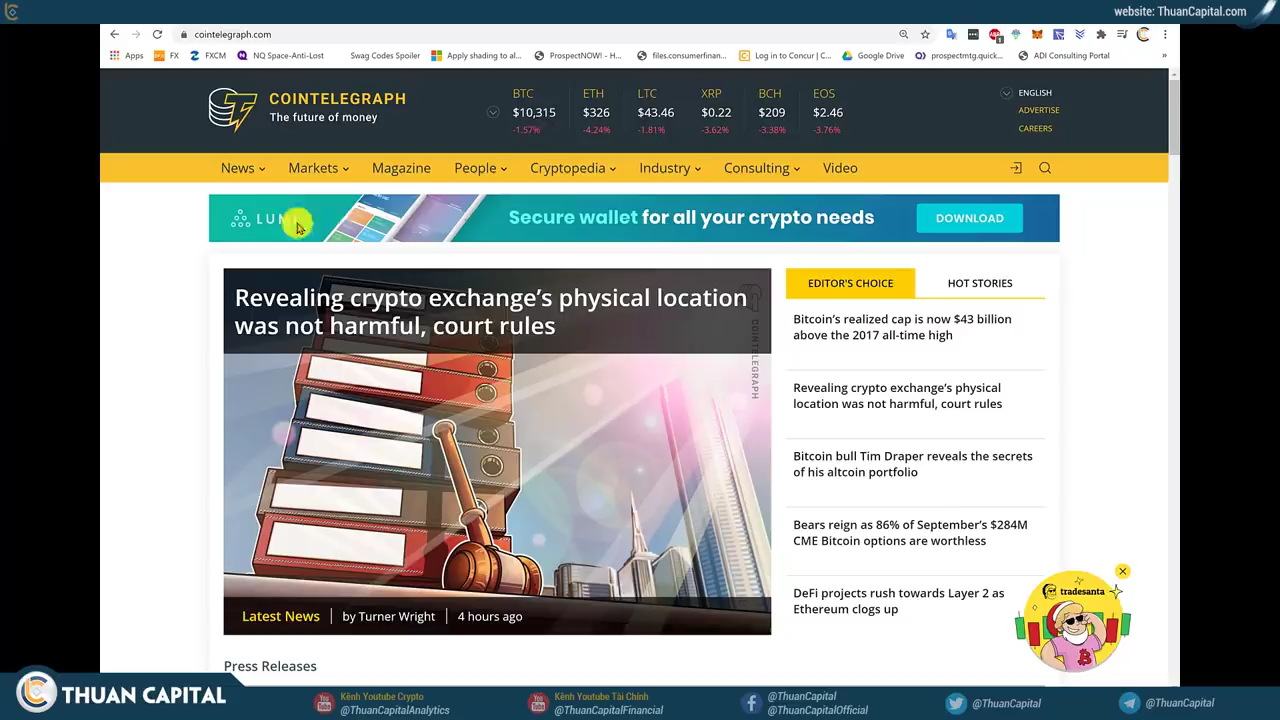 website: ThuanCapital.com
cointelegraph.com
Apps
FX
FXCM
NQ Space-Anti-Lost
Swag Codes Spoiler
Apply shading to al...
ProspectNOW! - H...
files.consumerfinan...
Log in to Concur | C...
Google Drive
prospectmtg.quick...
ADI Consulting Portal
»
COINTELEGRAPH
The future of money
BTC ETH LTC XRP BCH EOS
$10,315 $326 $43.46 $0.22 $209 $2.46
-1.57% -4.24% -1.81% -3.62% -3.38% -3.76%
ENGLISH
ADVERTISE
CAREERS
News Markets Magazine People Cryptopedia Industry Consulting Video
Secure wallet for all your crypto needs
DOWNLOAD
Revealing crypto exchange's physical location
was not harmful, court rules
COINTELEGRAPH
Latest News by Turner Wright 4 hours ago
EDITOR'S CHOICE HOT STORIES
Bitcoin's realized cap is now $43 billion
above the 2017 all-time high
Revealing crypto exchange's physical
location was not harmful, court rules
Bitcoin bull Tim Draper reveals the secrets
of his altcoin portfolio
Bears reign as 86% of September's $284M
CME Bitcoin options are worthless
DeFi projects rush towards Layer 2 as
Ethereum clogs up
tradesanta
Press Releases
THUAN CAPITAL
Kênh Youtube Crypto
@ThuanCapitalAnalytics
Kênh Youtube Tài Chính
@ThuanCapitalFinancial
@ThuanCapital
@ThuanCapitalOfficial
@ThuanCapital
@ThuanCapital